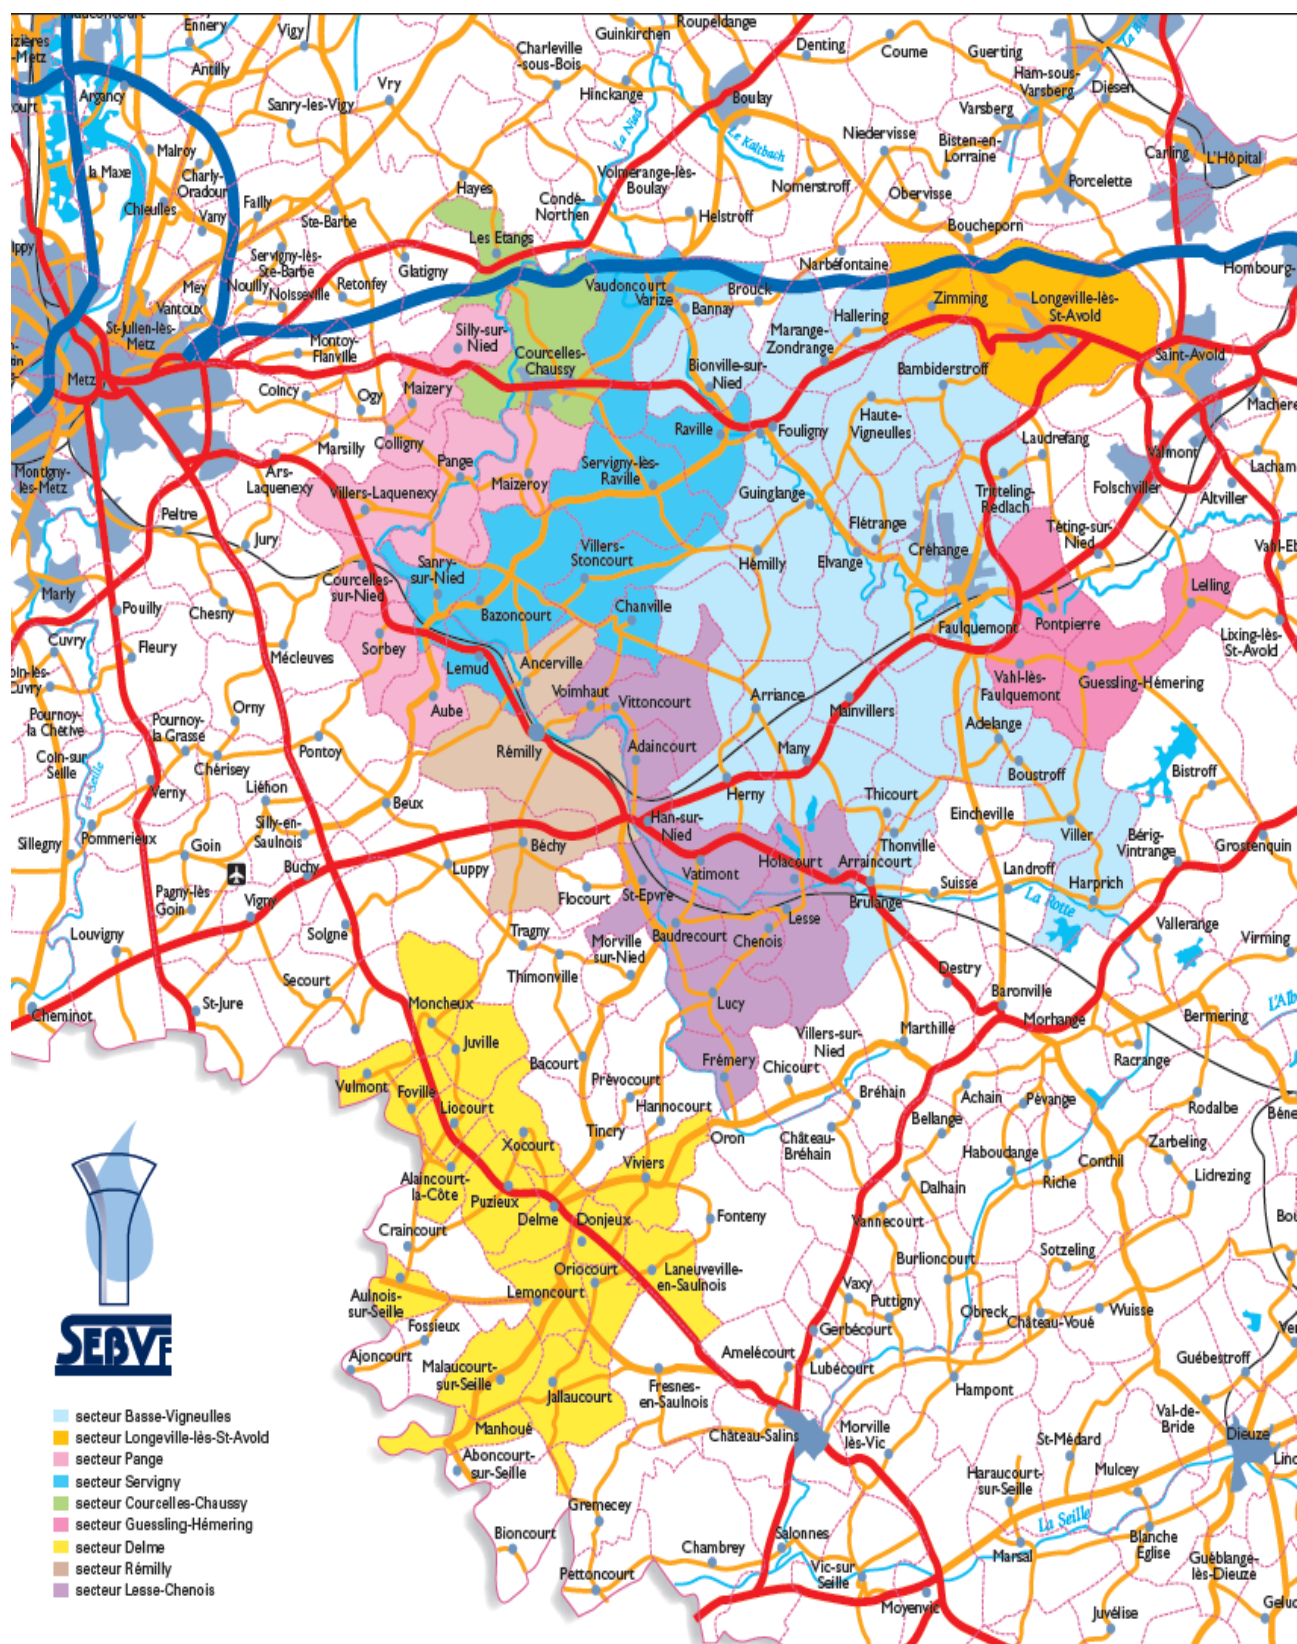 Ennery
Vigy
Antilly
Argancy
Sanry-les-Vigy
Vry
Charleville
-sous-Bois
Guinkirchen
Roupeldange
Hinckange
Boulay
Denting
Coume
Guerting
Ham-sous-
Varsberg
Diesen
Varsberg
Niedervisse
Bisten-en-
Lorraine
Carling
L'Hôpital
Porcelette
Obervisse
Boucheporn
Nomerstroff
Le Kaltbach
La Nied
Volmerange-lès-
Boulay
Helstroff
Condé-
Northen
Hayes
Les Etangs
Malroy
la Maxe
Charly-
Oradour
Chieulles
Vany
Failly
Ste-Barbe
Servigny-lès-
Ste-Barbe
Glatigny
Retonfey
Noisseville
Nouilly
Mey
Vantoux
St-Julien-lès-
Metz
Metz
Montoy-
Flanville
Coincy
Ogy
Maizery
Silly-sur-
Nied
Courcelles-
Chaussy
Vaudoncourt
Varize
Bannay
Brouck
Narbéfontaine
Hallering
Marange-
Zondrange
Zimming
Longeville-lès-
St-Avold
Hombourg-
Saint-Avold
Bionville-sur-
Nied
Bambiderstroff
Haute-
Vigneulles
Raville
Fouligny
Marsilly
Colligny
Pange
Maizeroy
Servigny-lès-
Raville
Guinglange
Laudrefang
Valmont
Folschviller
Altviller
Lacham
Machere
Montigny-
lès-Metz
Ars-
Laquenexy
Villers-Laquenexy
Peltre
Jury
Tritteling-
Redlach
Téting-sur-
Nied
Flétrange
Créhange
Elvange
Hémilly
Villers-
Stoncourt
Sanry-
sur-Nied
Courcelles-
sur-Nied
Bazoncourt
Chanville
Vahl-Eb
Lelling
Marly
Pouilly
Chesny
Cuvry
Fleury
Mécleuves
Sorbey
Lemud
Ancerville
Voimhaut
Vittoncourt
Arriance
Mainvillers
Faulquemont
Pontpierre
Vahl-lès-
Faulquemont
Guessling-Hémering
Lixing-lès-
St-Avold
Pournoy-
la Chétive
Pournoy-
la Grasse
Orny
Pontoy
Aube
Rémilly
Adaincourt
Many
Adelange
Boustroff
Bistroff
Coin-sur
Seille
La Seille
Chérisey
Verny
Liéhon
Beux
Herny
Thicourt
Eincheville
Sillegny
Pommerieux
Goin
Silly-en-
Saulnois
Buchy
Luppy
Béchy
Han-sur-
Nied
Vatimont
Holacourt
Arraincourt
Thonville
Viller
Bérig-
Vintrange
Grostenquin
Pagny-lès
Goin
Vigny
Flocourt
St-Epvre
Suisse
Landroff
Harprich
La Rotte
Brulange
Lesse
Chenois
Baudrecourt
Louvigny
Solgne
Tragny
Thimonville
Morville
sur-Nied
Vallerange
Virming
Secourt
Destry
Baronville
Cheminot
St-Jure
Moncheux
Lucy
Morhange
Bermering
L'Alb
Juville
Bacourt
Frémery
Villers-sur-
Nied
Marthille
Racrange
Vulmont
Foville
Liocourt
Prévocourt
Hannocourt
Chicourt
Bréhain
Achain
Pévange
Rodalbe
Bellange
Xocourt
Tincry
Oron
Château-
Bréhain
Haboudange
Zarbeling
Conthil
Lidrezing
Riche
Alaincourt-
la-Côte
Puzieux
Viviers
Dalhain
Delme
Donjeux
Fonteny
Craincourt
Vannecourt
Burlioncourt
Sotzeling
Oriocourt
Laneuveville-
en-Saulnois
Aulnois-
sur-Seille
Lemoncourt
Vaxy
Puttigny
Obreck
Château-Voué
Wuisse
Fossieux
Gerbécourt
Ajoncourt
Malaucourt-
sur-Seille
Amelécourt
Lubécourt
Guébestroff
Jallaucourt
Fresnes-
en-Saulnois
Hampont
Manhoué
Château-Salins
Morville
lès-Vic
Val-de-
Bride
Dieuze
St-Médard
Aboncourt-
sur-Seille
Haraucourt-
sur-Seille
Mulcey
Gremecey
La Seille
Bioncourt
Salonnes
Chambrey
Blanche
Eglise
Pettoncourt
Vic-sur
Seille
Marsal
Guéblange-
lès-Dieuze
Moyenvic
Juvélise
SEBVF
secteur Basse-Vigneulles
secteur Longeville-lès-St-Avold
secteur Pange
secteur Servigny
secteur Courcelles-Chaussy
secteur Guessling-Hémering
secteur Delme
secteur Rémilly
secteur Lesse-Chenois